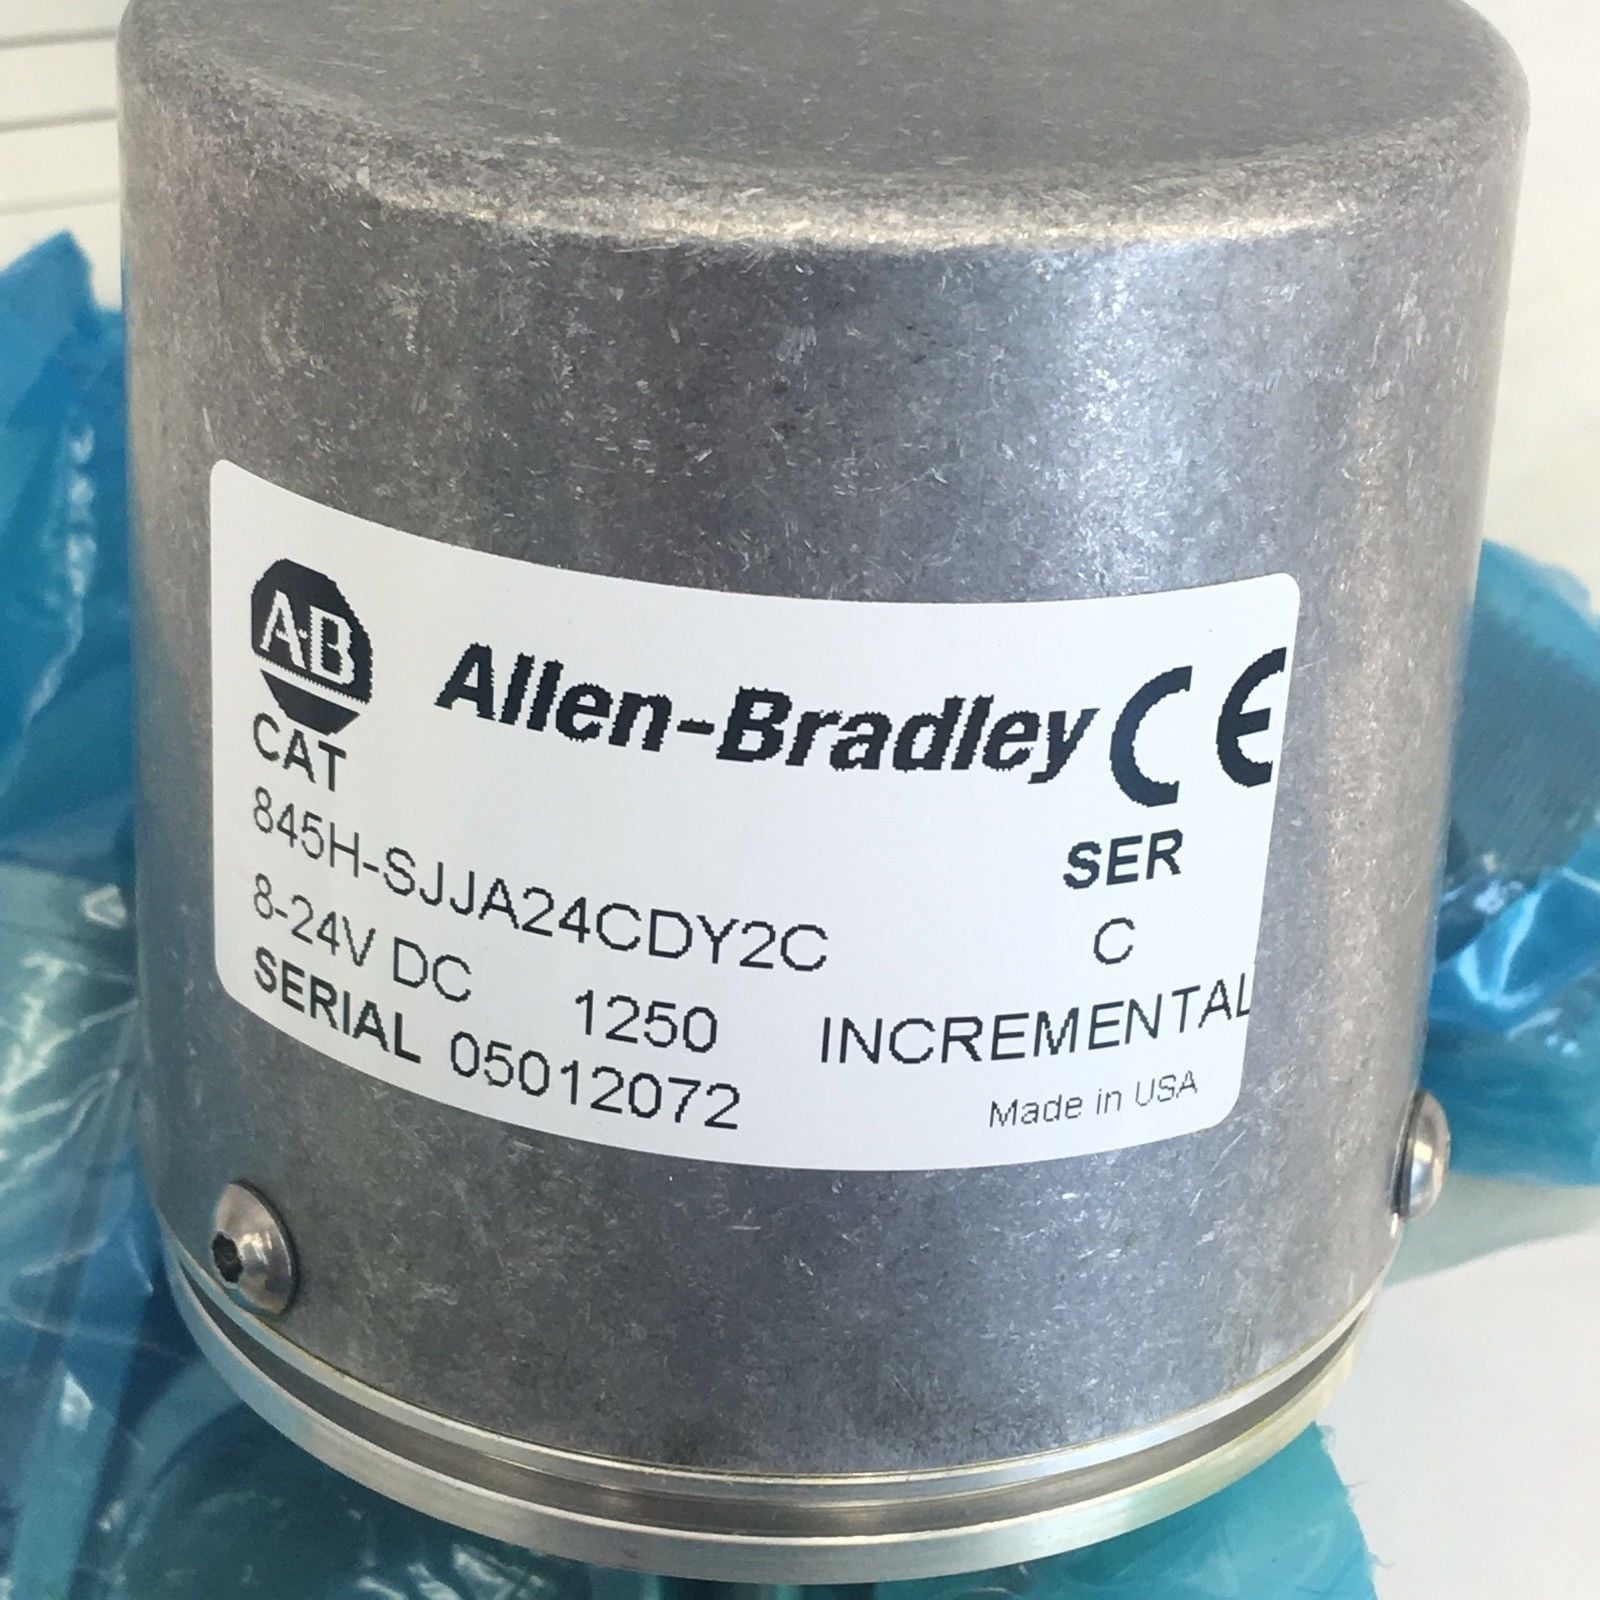 A-B
Allen-Bradley CE
CAT
SER
845H-SJJA24CDY2C
C
8-24V DC 1250 INCREMENTAL
SERIAL 05012072
Made in USA